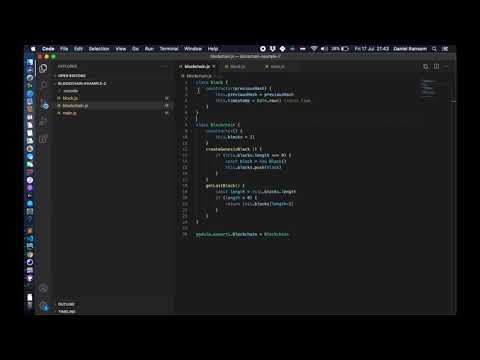 Code File Edit Selection View Go Run Terminal Window Help Fri 17 Jul 21:43 Daniel Ransom
blockchain.js — blockchain-example-2
EXPLORER
OPEN EDITORS
BLOCKCHAIN-EXAMPLE-2
.vscode
block.js
blockchain.js
main.js
OUTLINE
TIMELINE
blockchain.js block.js main.js
blockchain.js
1 class Block {
2 constructor(previousHash) {
3 this.previousHash = previousHash
4 this.timestamp = Date.now()
5 }
6 }
7
8 class Blockchain {
9 constructor() {
10 this.blocks = []
11 }
12 createGenesisBlock () {
13 if (this.blocks.length === 0) {
14 const block = new Block()
15 this.blocks.push(block)
16 }
17 }
18 getLastBlock() {
19 const length = this.blocks.length
20 if (length > 0) {
21 return this.blocks[length-1]
22 }
23 }
24 }
module.exports.Blockchain = Blockchain